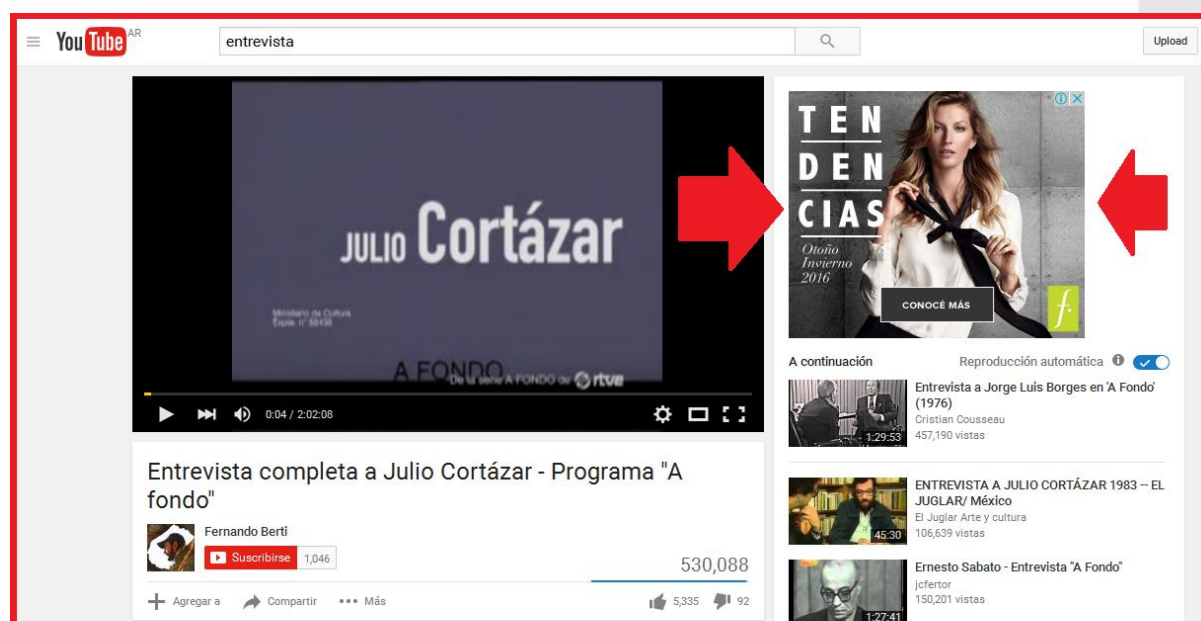 You Tube AR
entrevista
Upload
JULIO Cortázar
Ministerio de Cultura
Expte. nº 58436
A FONDO
De la serie A FONDO de rtve
0:04 / 2:02:08
Entrevista completa a Julio Cortázar - Programa "A
fondo"
Fernando Berti
Suscribirse 1,046
530,088
Agregar a Compartir Más
5,335 92
TEN
DEN
CIAS
Otoño
Invierno
2016
CONOCÉ MÁS
f.
A continuación Reproducción automática
Entrevista a Jorge Luis Borges en 'A Fondo'
(1976)
Cristian Cousseau
457,190 vistas
1:29:53
ENTREVISTA A JULIO CORTÁZAR 1983 -- EL
JUGLAR/ México
El Juglar Arte y cultura
106,639 vistas
45:30
Ernesto Sabato - Entrevista "A Fondo"
jcfertor
150,201 vistas
1:27:41